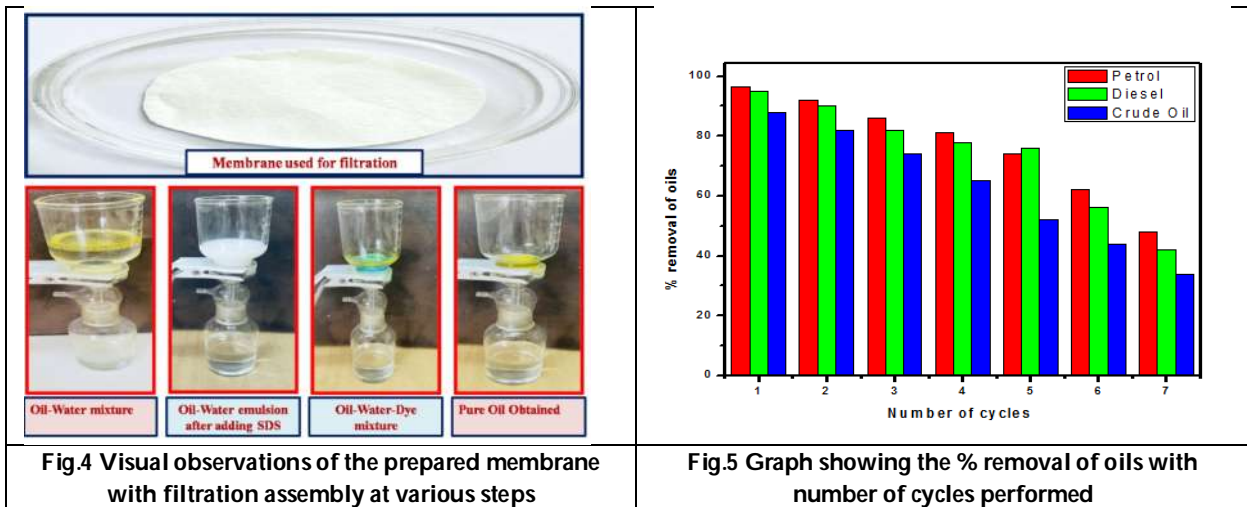 Membrane used for filtration
Oil-Water mixture
Oil-Water emulsion
after adding SDS
Oil-Water-Dye
mixture
Pure Oil Obtained
Fig.4 Visual observations of the prepared membrane
with filtration assembly at various steps
Petrol
Diesel
Crude Oil
100
80
60
40
20
0
% removal of oils
1 2 3 4 5 6 7
Number of cycles
Fig.5 Graph showing the % removal of oils with
number of cycles performed